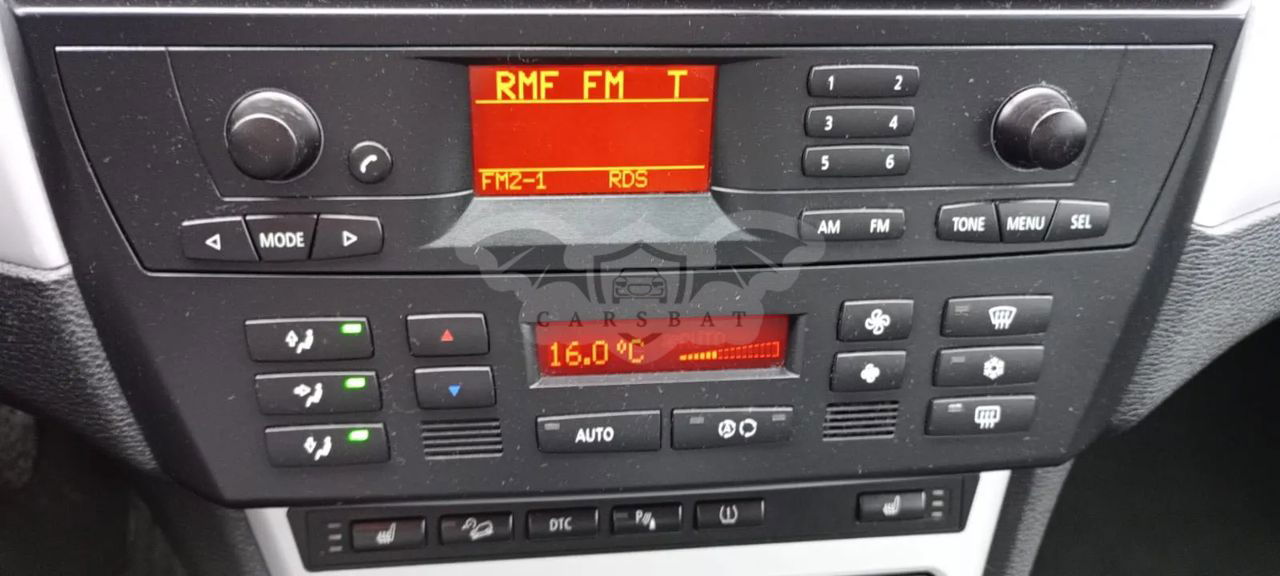 RMF FM T
FM2-1 RDS
1 2
3 4
5 6
MODE
AM FM
TONE MENU SEL
CARSBAT
16.0 °C
AUTO
A
DTC
P